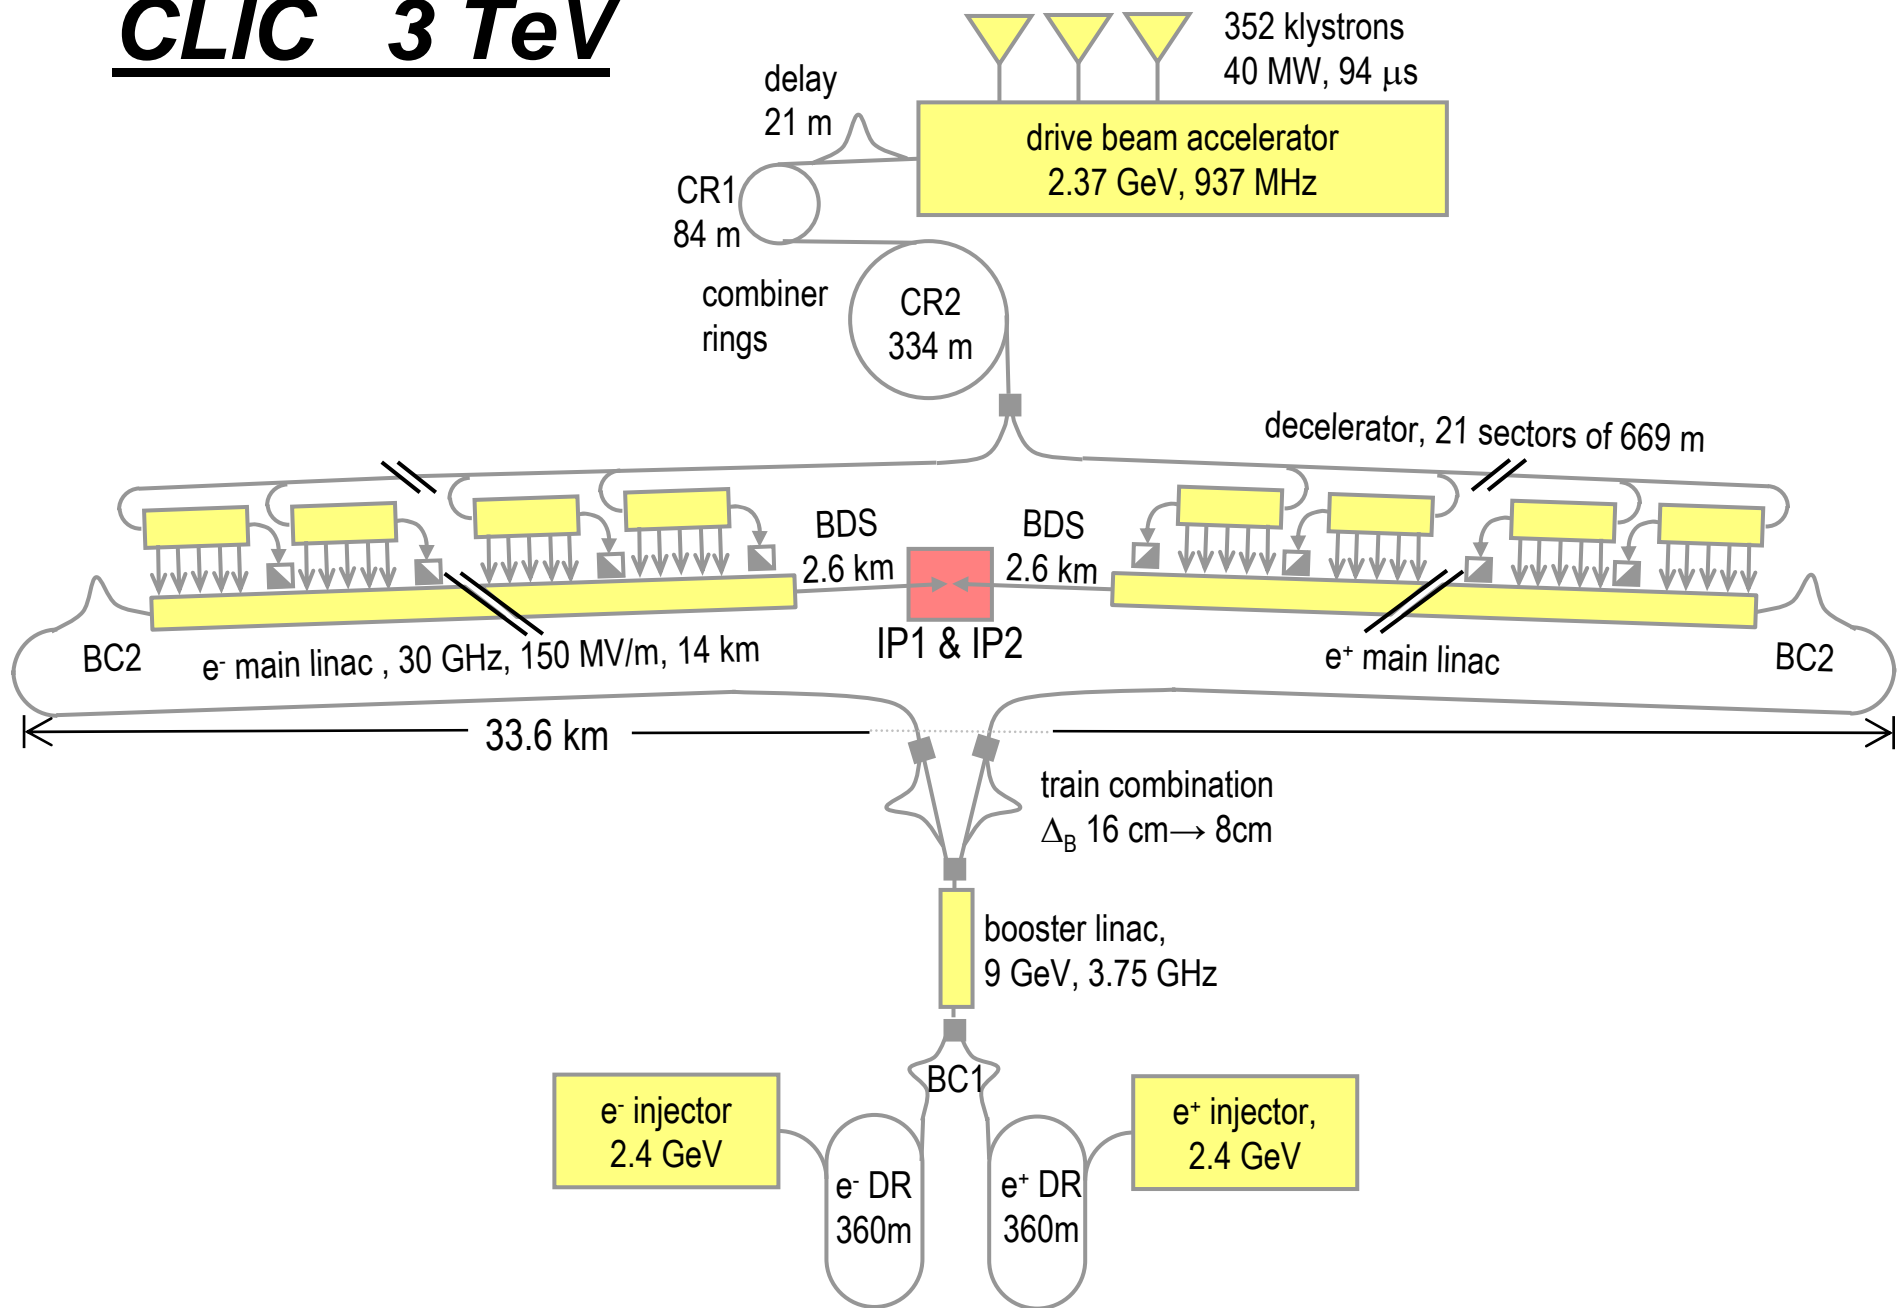 CLIC 3 TeV
352 klystrons
40 MW, 94 μs
delay
21 m
drive beam accelerator
2.37 GeV, 937 MHz
CR1
84 m
combiner
rings
CR2
334 m
decelerator, 21 sectors of 669 m
BDS
2.6 km
BDS
2.6 km
IP1 & IP2
BC2
e⁻ main linac , 30 GHz, 150 MV/m, 14 km
e⁺ main linac
BC2
33.6 km
train combination
Δ_B 16 cm→ 8cm
booster linac,
9 GeV, 3.75 GHz
BC1
e⁻ injector
2.4 GeV
e⁺ injector,
2.4 GeV
e⁻ DR
360m
e⁺ DR
360m